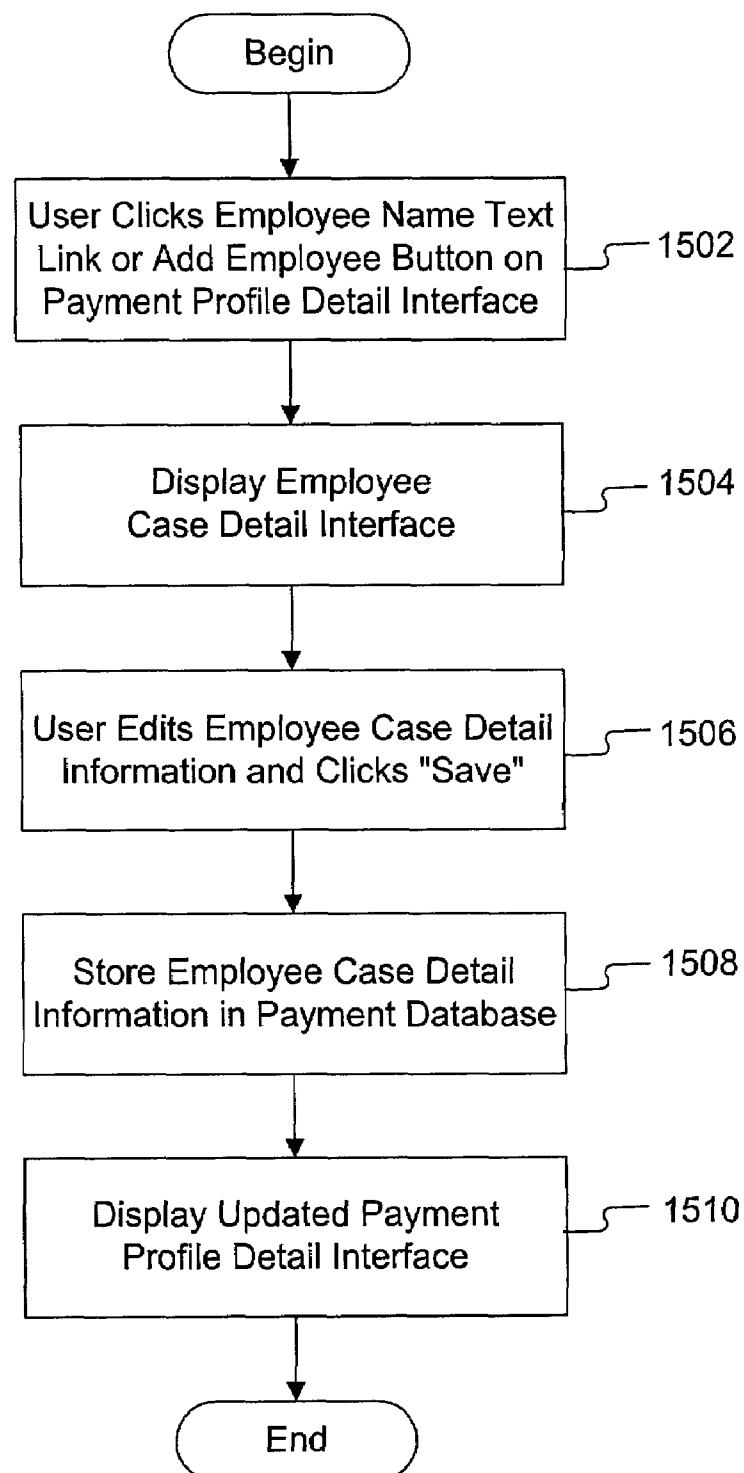 Begin
User Clicks Employee Name Text
Link or Add Employee Button on
Payment Profile Detail Interface
1502
Display Employee
Case Detail Interface
1504
User Edits Employee Case Detail
Information and Clicks "Save"
1506
Store Employee Case Detail
Information in Payment Database
1508
Display Updated Payment
Profile Detail Interface
1510
End